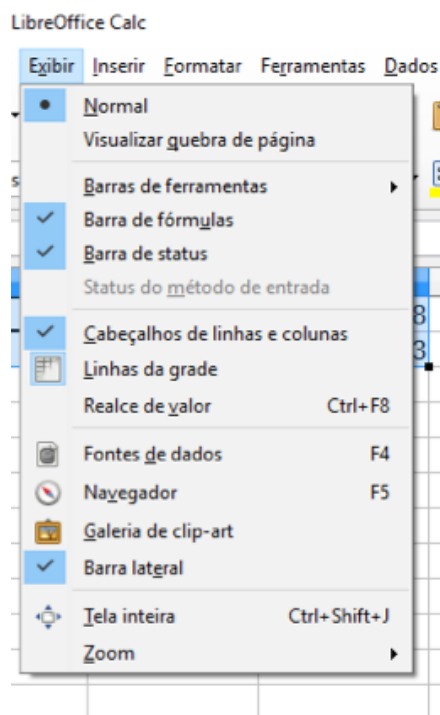 LibreOffice Calc
Exibir Inserir Formatar Ferramentas Dados
Normal
Visualizar quebra de página
Barras de ferramentas
Barra de fórmulas
Barra de status
Status do método de entrada
8
Cabeçalhos de linhas e colunas
3
Linhas da grade
Realce de valor Ctrl+F8
Fontes de dados F4
Navegador F5
Galeria de clip-art
Barra lateral
Tela inteira Ctrl+Shift+J
Zoom